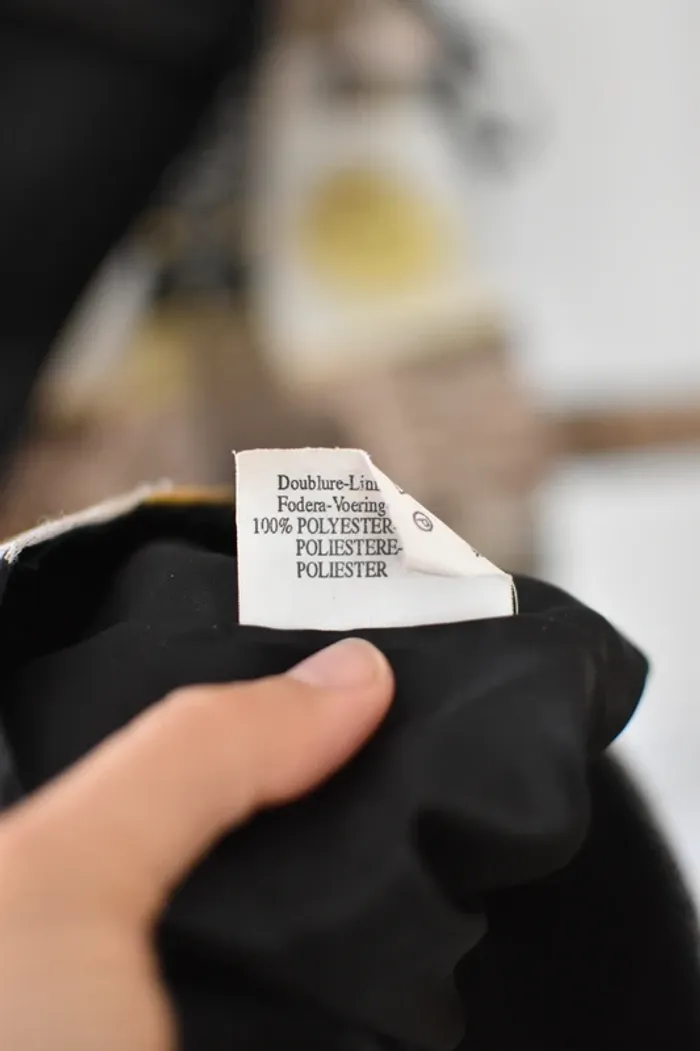 Doublure-Lin
Fodera-Voering
100% POLYESTER-
POLIESTERE-
POLIESTER
P